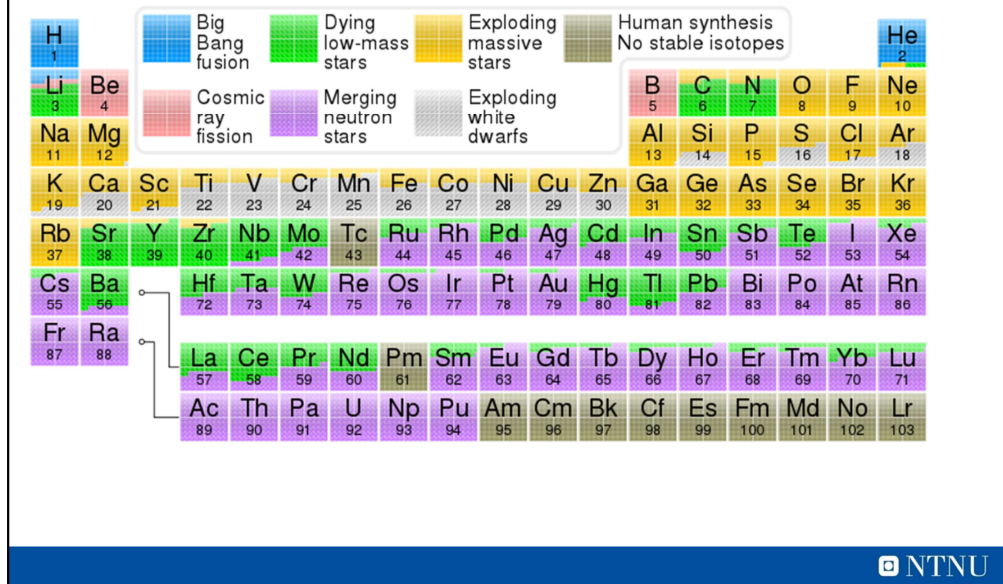 Big Bang fusion
Dying low-mass stars
Exploding massive stars
Human synthesis
No stable isotopes
Cosmic ray fission
Merging neutron stars
Exploding white dwarfs
H He
1 2
Li Be B C N O F Ne
3 4 5 6 7 8 9 10
Na Mg Al Si P S Cl Ar
11 12 13 14 15 16 17 18
K Ca Sc Ti V Cr Mn Fe Co Ni Cu Zn Ga Ge As Se Br Kr
19 20 21 22 23 24 25 26 27 28 29 30 31 32 33 34 35 36
Rb Sr Y Zr Nb Mo Tc Ru Rh Pd Ag Cd In Sn Sb Te I Xe
37 38 39 40 41 42 43 44 45 46 47 48 49 50 51 52 53 54
Cs Ba Hf Ta W Re Os Ir Pt Au Hg Tl Pb Bi Po At Rn
55 56 72 73 74 75 76 77 78 79 80 81 82 83 84 85 86
Fr Ra
87 88
La Ce Pr Nd Pm Sm Eu Gd Tb Dy Ho Er Tm Yb Lu
57 58 59 60 61 62 63 64 65 66 67 68 69 70 71
Ac Th Pa U Np Pu Am Cm Bk Cf Es Fm Md No Lr
89 90 91 92 93 94 95 96 97 98 99 100 101 102 103
NTNU